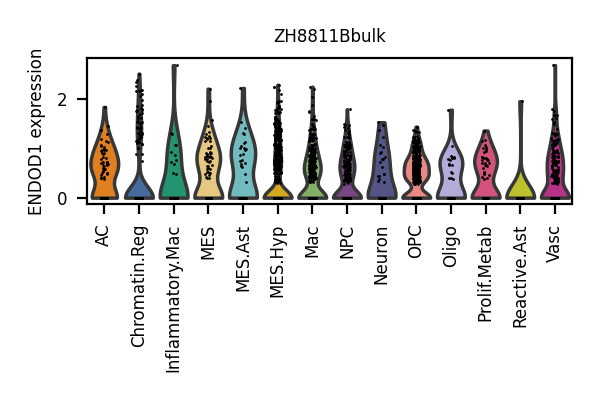 ZH8811Bbulk
ENDOD1 expression
2
0
AC
Chromatin.Reg
Inflammatory.Mac
MES
MES.Ast
MES.Hyp
Mac
NPC
Neuron
OPC
Oligo
Prolif.Metab
Reactive.Ast
Vasc